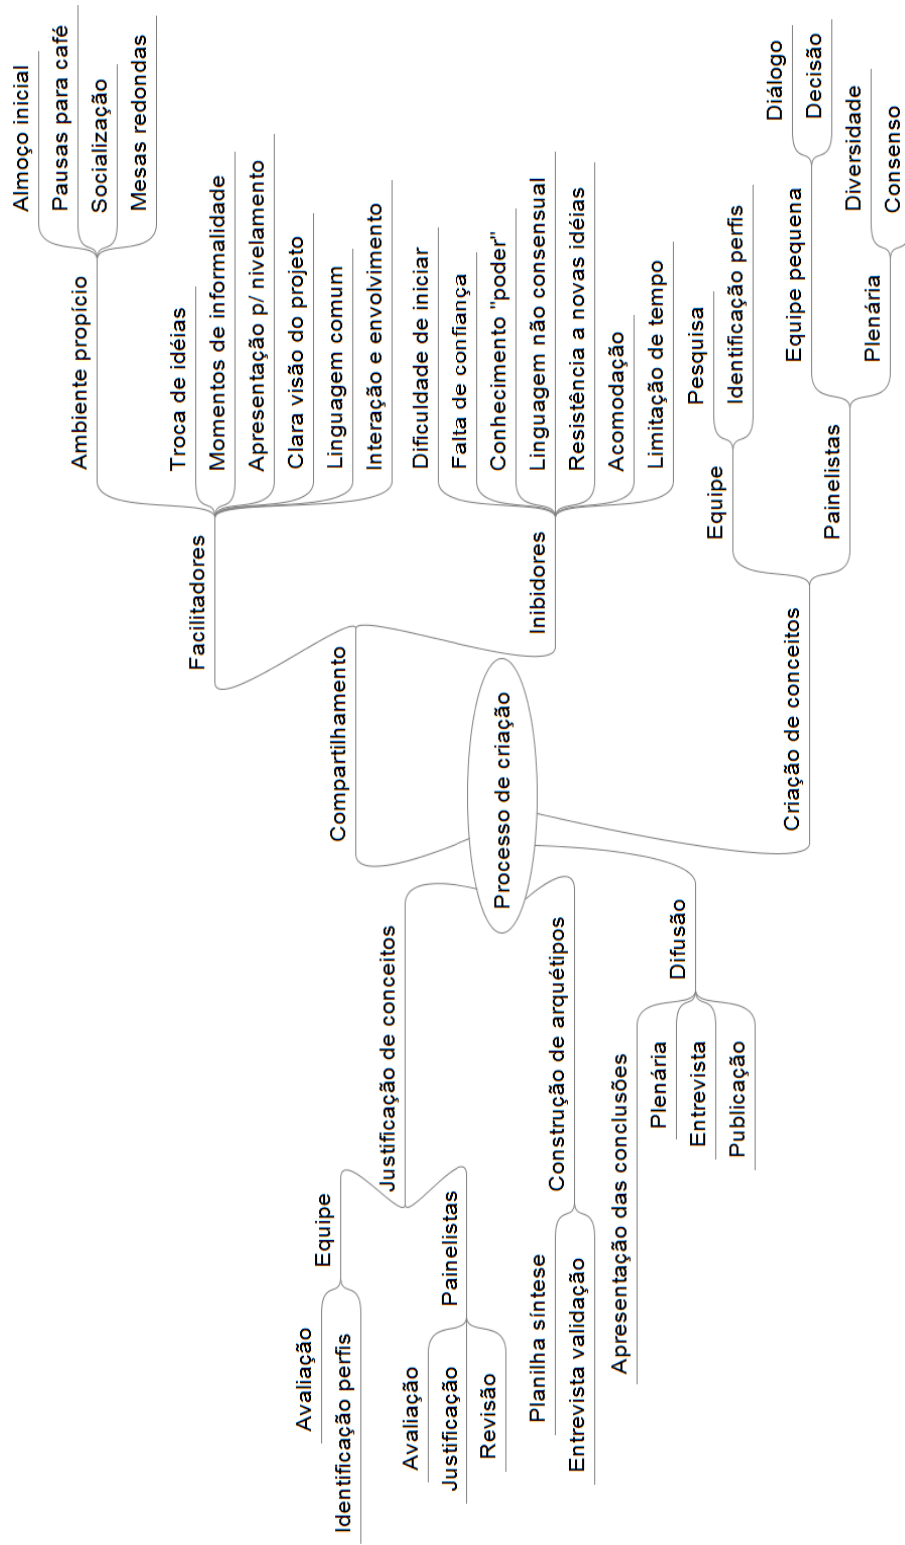 Processo de criação
Compartilhamento
Facilitadores
Ambiente propício
Almoço inicial
Pausas para café
Socialização
Mesas redondas
Troca de idéias
Momentos de informalidade
Apresentação p/ nivelamento
Clara visão do projeto
Linguagem comum
Interação e envolvimento
Inibidores
Dificuldade de iniciar
Falta de confiança
Conhecimento "poder"
Linguagem não consensual
Resistência a novas idéias
Acomodação
Limitação de tempo
Criação de conceitos
Equipe
Pesquisa
Identificação perfis
Painelistas
Equipe pequena
Diálogo
Decisão
Plenária
Diversidade
Consenso
Justificação de conceitos
Equipe
Avaliação
Identificação perfis
Painelistas
Avaliação
Justificação
Revisão
Construção de arquétipos
Planilha síntese
Entrevista validação
Difusão
Apresentação das conclusões
Plenária
Entrevista
Publicação